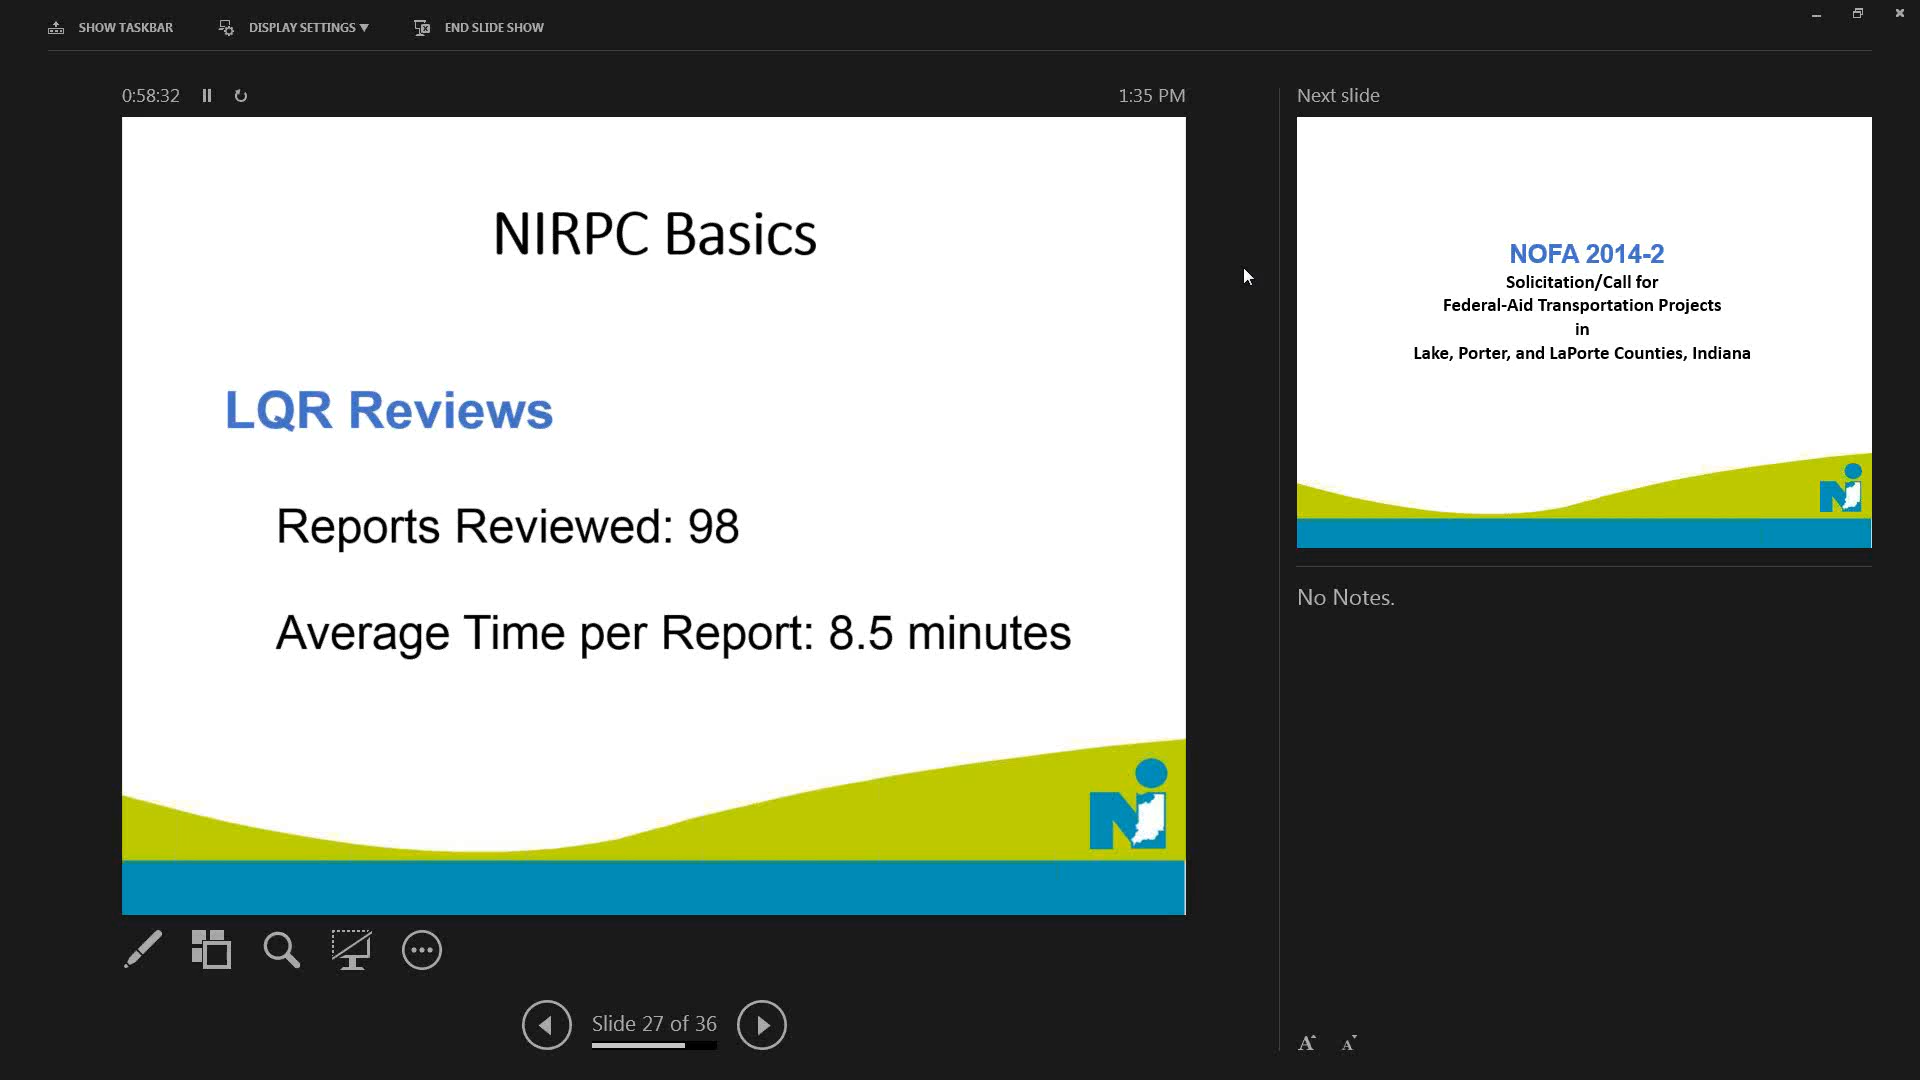 SHOW TASKBAR
DISPLAY SETTINGS
END SLIDE SHOW
0:58:32
1:35 PM
NIRPC Basics
LQR Reviews
Reports Reviewed: 98
Average Time per Report: 8.5 minutes
Slide 27 of 36
Next slide
NOFA 2014-2
Solicitation/Call for
Federal-Aid Transportation Projects
in
Lake, Porter, and LaPorte Counties, Indiana
No Notes.
A A